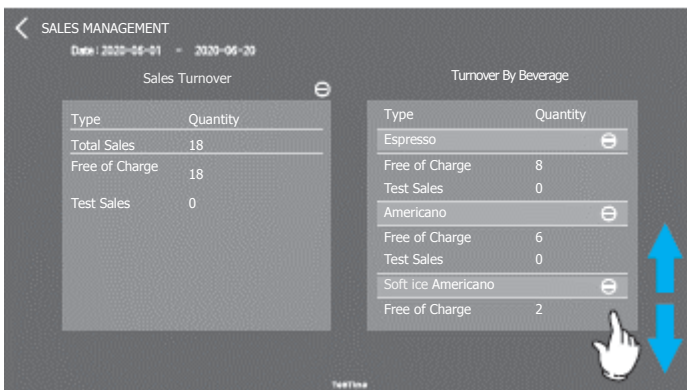 SALES MANAGEMENT
Date : 2020-06-01 - 2020-06-20
Sales Turnover
Type Quantity
Total Sales 18
Free of Charge 18
Test Sales 0
Turnover By Beverage
Type Quantity
Espresso
Free of Charge 8
Test Sales 0
Americano
Free of Charge 6
Test Sales 0
Soft ice Americano
Free of Charge 2